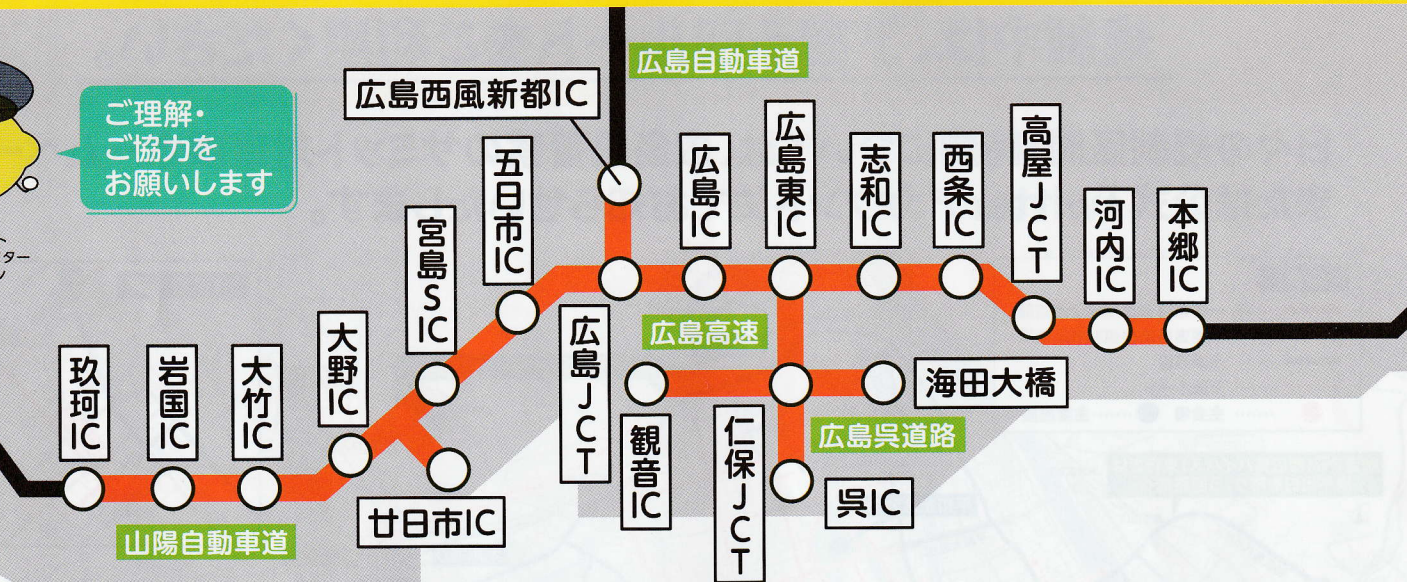 広島自動車道
広島西風新都IC
ご理解・
ご協力を
お願いします
ター
玖珂IC
岩国IC
大竹IC
大野IC
宮島SIC
五日市IC
広島JCT
広島IC
広島東IC
志和IC
西条IC
高屋JCT
河内IC
本郷IC
広島高速
観音IC
仁保JCT
海田大橋
広島呉道路
呉IC
廿日市IC
山陽自動車道